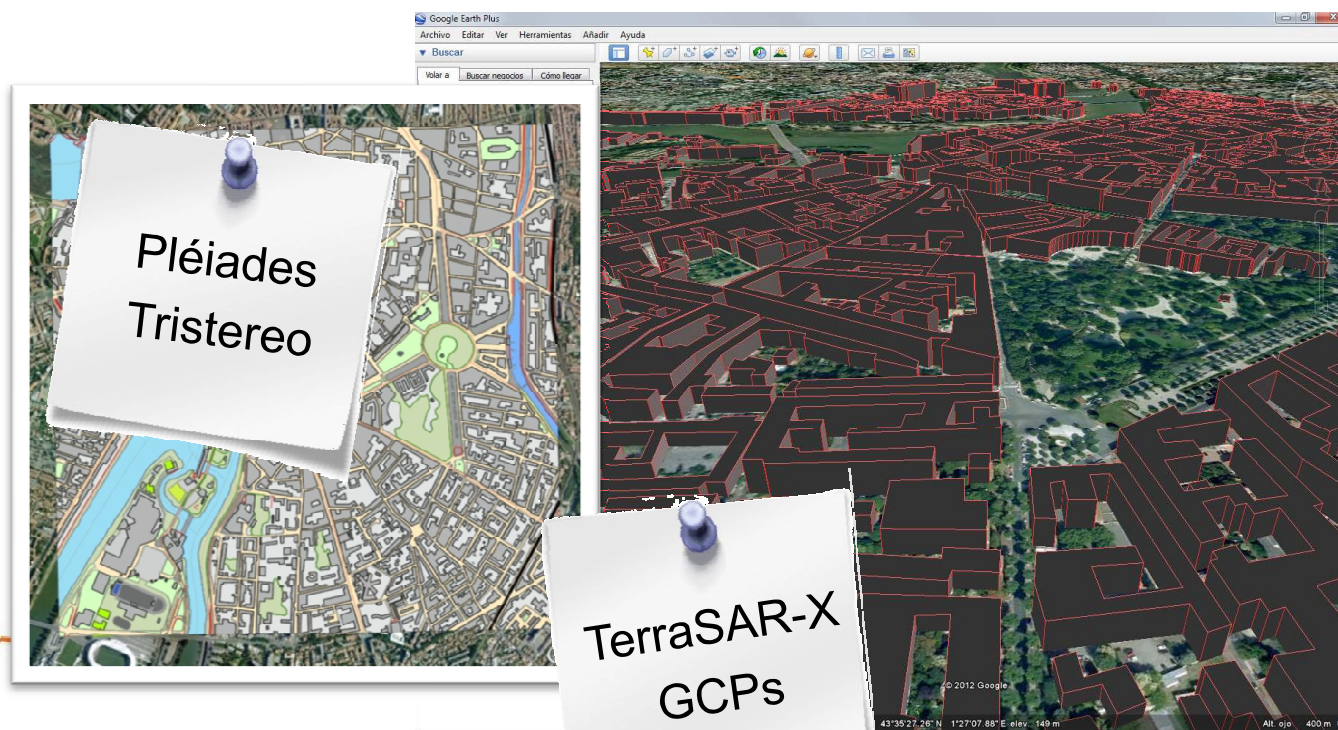 Google Earth Plus
Archivo Editar Ver Herramientas Añadir Ayuda
Buscar
Volar a Buscar negocios Cómo llegar
Pléiades
Tristereo
TerraSAR-X
GCPs
© 2012 Google
43°35'27.26" N 1°27'07.88" E elev. 149 m
Alt. ojo 400 m